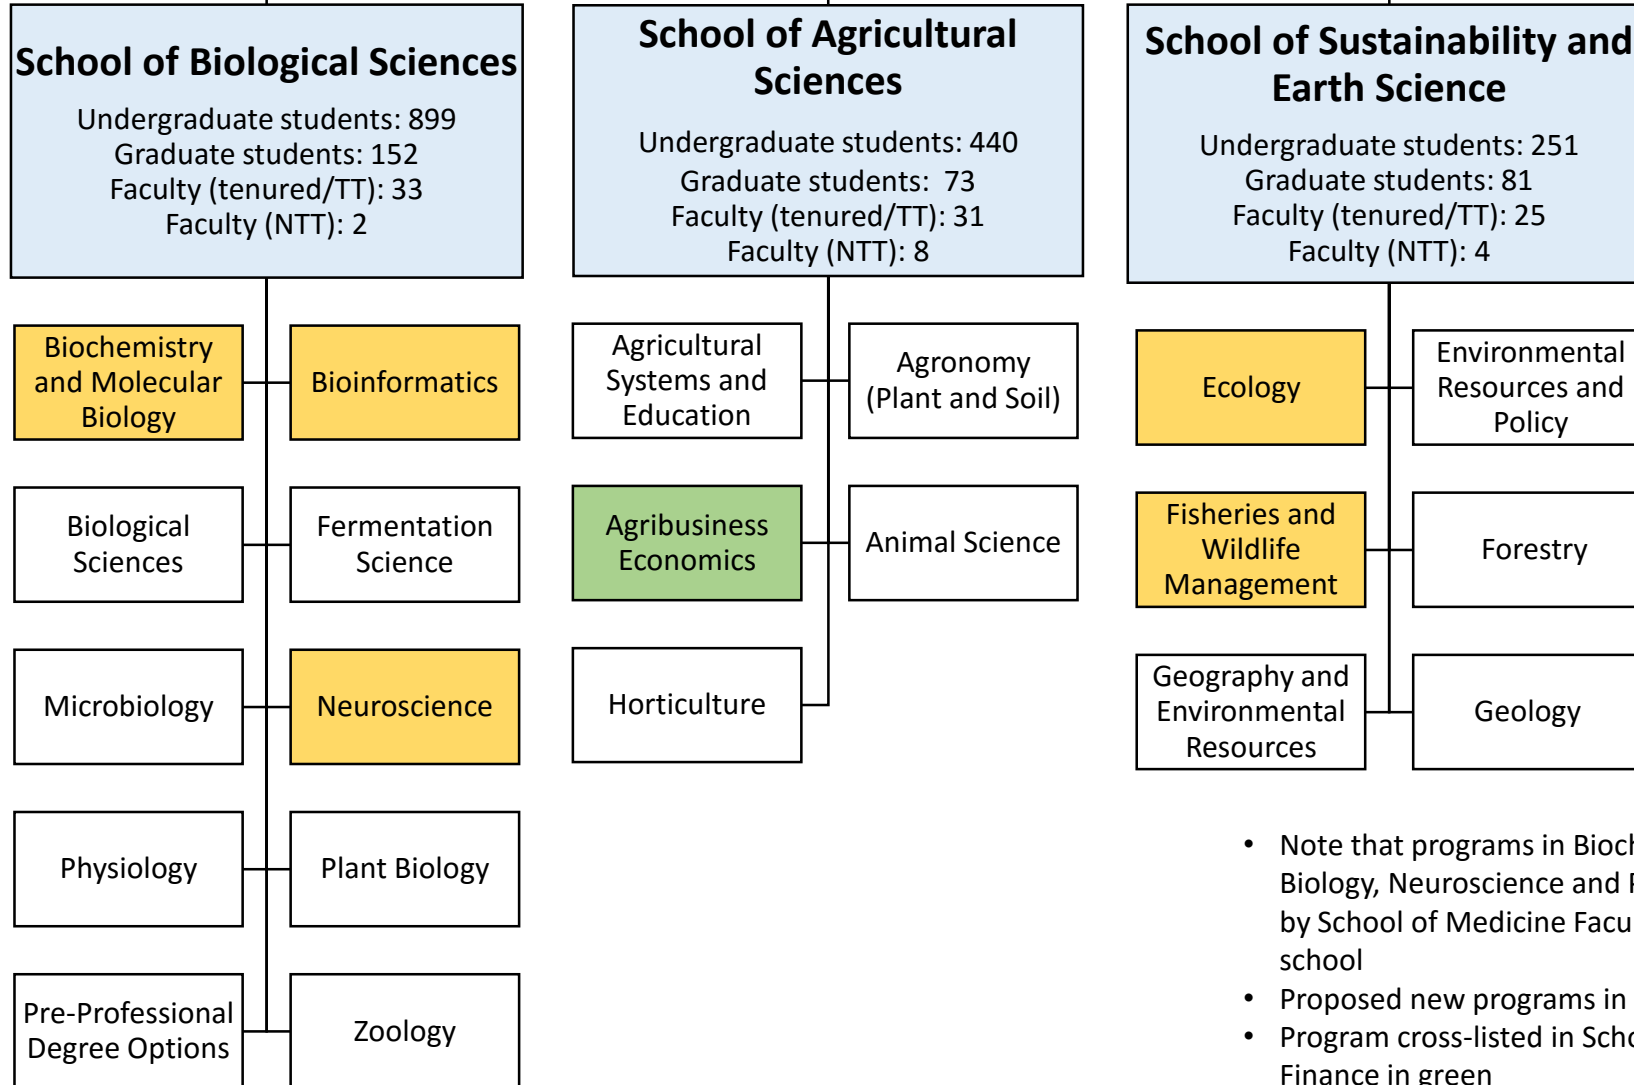 School of Biological Sciences
Undergraduate students: 899
Graduate students: 152
Faculty (tenured/TT): 33
Faculty (NTT): 2
Biochemistry
and Molecular
Biology
Bioinformatics
Biological
Sciences
Fermentation
Science
Microbiology
Neuroscience
Physiology
Plant Biology
Pre-Professional
Degree Options
Zoology
School of Agricultural
Sciences
Undergraduate students: 440
Graduate students: 73
Faculty (tenured/TT): 31
Faculty (NTT): 8
Agricultural
Systems and
Education
Agronomy
(Plant and Soil)
Agribusiness
Economics
Animal Science
Horticulture
School of Sustainability and
Earth Science
Undergraduate students: 251
Graduate students: 81
Faculty (tenured/TT): 25
Faculty (NTT): 4
Ecology
Environmental
Resources and
Policy
Fisheries and
Wildlife
Management
Forestry
Geography and
Environmental
Resources
Geology
• Note that programs in
Biology, Neuroscience and
by School of Medicine
school
• Proposed new programs in
• Program cross-listed in
Finance in green